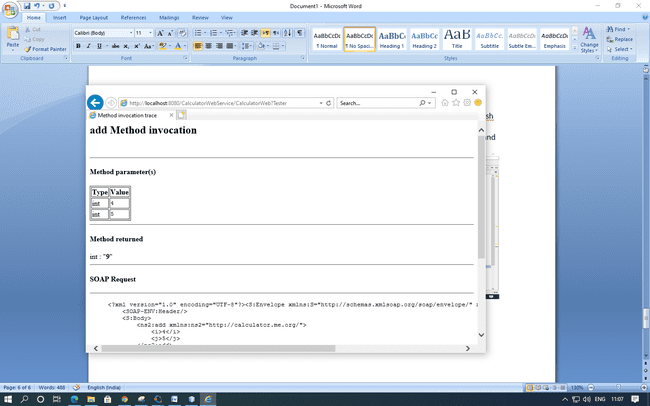 Document1 - Microsoft Word
Home Insert Page Layout References Mailings Review View
Paste
Cut
Copy
Format Painter
Clipboard
Calibri (Body) 11
Font
Paragraph
AaBbCcDc AaBbCcDc AaBbC AaBbCc AaB AaBbCc AaBbCcDc AaBbCcDc
¶ Normal ¶ No Spaci... Heading 1 Heading 2 Title Subtitle Subtle Em... Emphasis
Styles
Change Styles
Find
Replace
Select
Editing
http://localhost:8080/CalculatorWebService/CalculatorWeb?Tester
Search...
Method invocation trace
add Method invocation
Method parameter(s)
Type Value
int 4
int 5
Method returned
int : "9"
SOAP Request
<?xml version="1.0" encoding="UTF-8"?><S:Envelope xmlns:S="http://schemas.xmlsoap.org/soap/envelope/"
<SOAP-ENV:Header/>
<S:Body>
<ns2:add xmlns:ns2="http://calculator.me.org/">
<i>4</i>
<j>5</j>
Page: 6 of 6 Words: 488 English (India) 130%
ENG 11:07